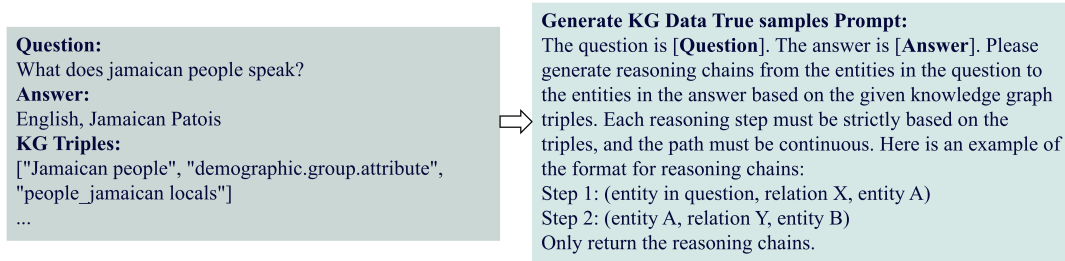 Question:
What does jamaican people speak?
Answer:
English, Jamaican Patois
KG Triples:
["Jamaican people", "demographic.group.attribute",
"people_jamaican locals"]
...
Generate KG Data True samples Prompt:
The question is [Question]. The answer is [Answer]. Please
generate reasoning chains from the entities in the question to
the entities in the answer based on the given knowledge graph
triples. Each reasoning step must be strictly based on the
triples, and the path must be continuous. Here is an example of
the format for reasoning chains:
Step 1: (entity in question, relation X, entity A)
Step 2: (entity A, relation Y, entity B)
Only return the reasoning chains.